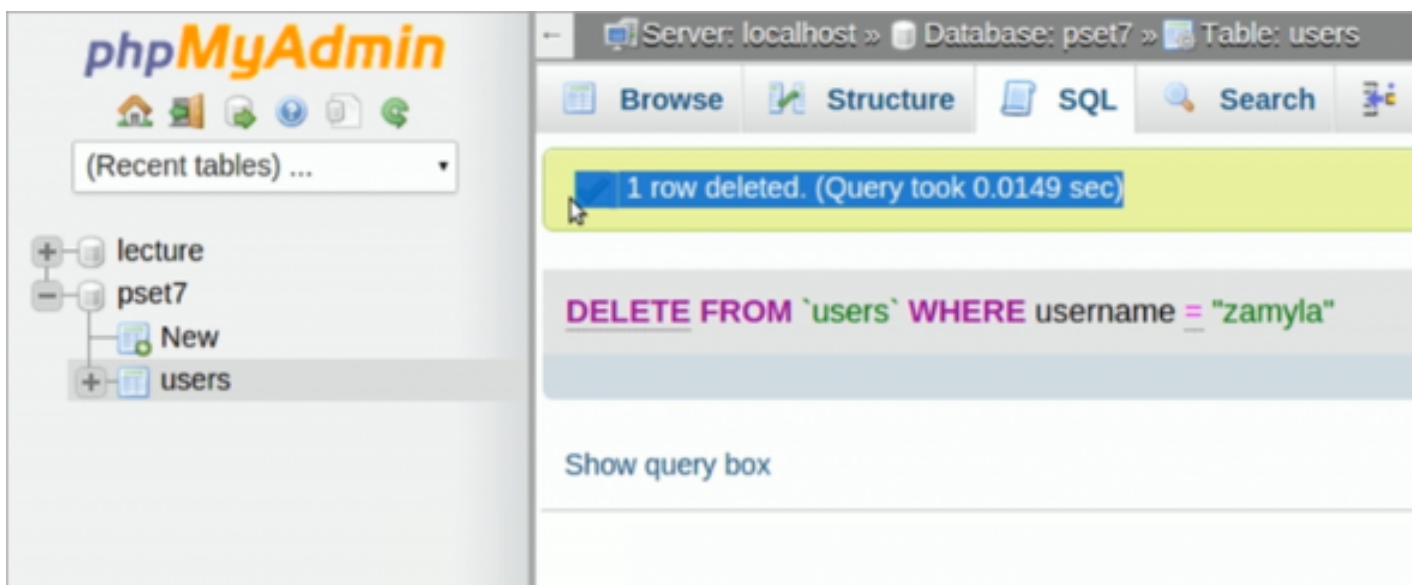 phpMyAdmin
(Recent tables) ...
lecture
pset7
New
users
Server: localhost » Database: pset7 » Table: users
Browse Structure SQL Search
1 row deleted. (Query took 0.0149 sec)
DELETE FROM `users` WHERE username = "zamyla"
Show query box